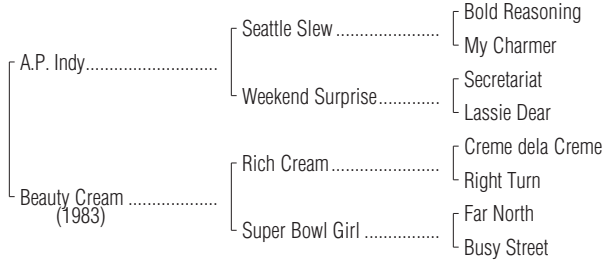 Bold Reasoning
Seattle Slew ........................
My Charmer
A.P. Indy.............................
Secretariat
Weekend Surprise..............
Lassie Dear
Creme dela Creme
Rich Cream.........................
Right Turn
Beauty Cream ....................
(1983)
Far North
Super Bowl Girl .................
Busy Street